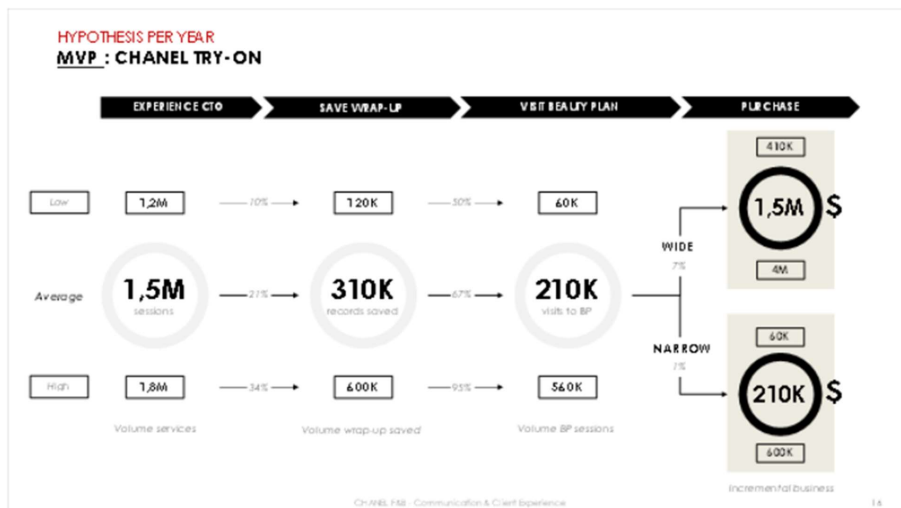 HYPOTHESIS PER YEAR
MVP : CHANEL TRY-ON
EXPERIENCE CTO
SAVE WRAP-UP
VISIT BEAUTY PLAN
PURCHASE
410K
Low
1,2M
10%
120K
50%
60K
1,5M $
WIDE
7%
4M
Average
1,5M
sessions
21%
310K
records saved
67%
210K
visits to BP
NARROW
1%
60K
High
1,8M
34%
600K
95%
560K
210K $
600K
Volume services
Volume wrap-up saved
Volume BP sessions
Incremental business
CHANEL F&B - Communication & Client Experience
16